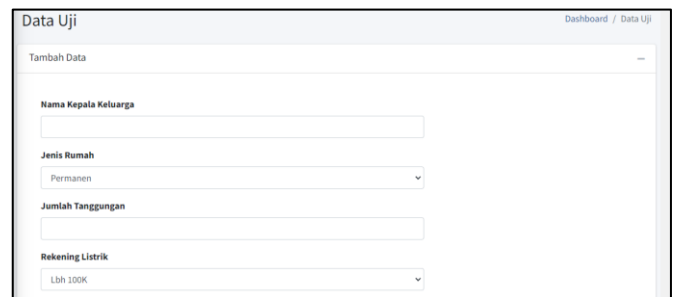 Data Uji
Dashboard / Data Uji
Tambah Data
Nama Kepala Keluarga
Jenis Rumah
Permanen
Jumlah Tanggungan
Rekening Listrik
Lbh 100K